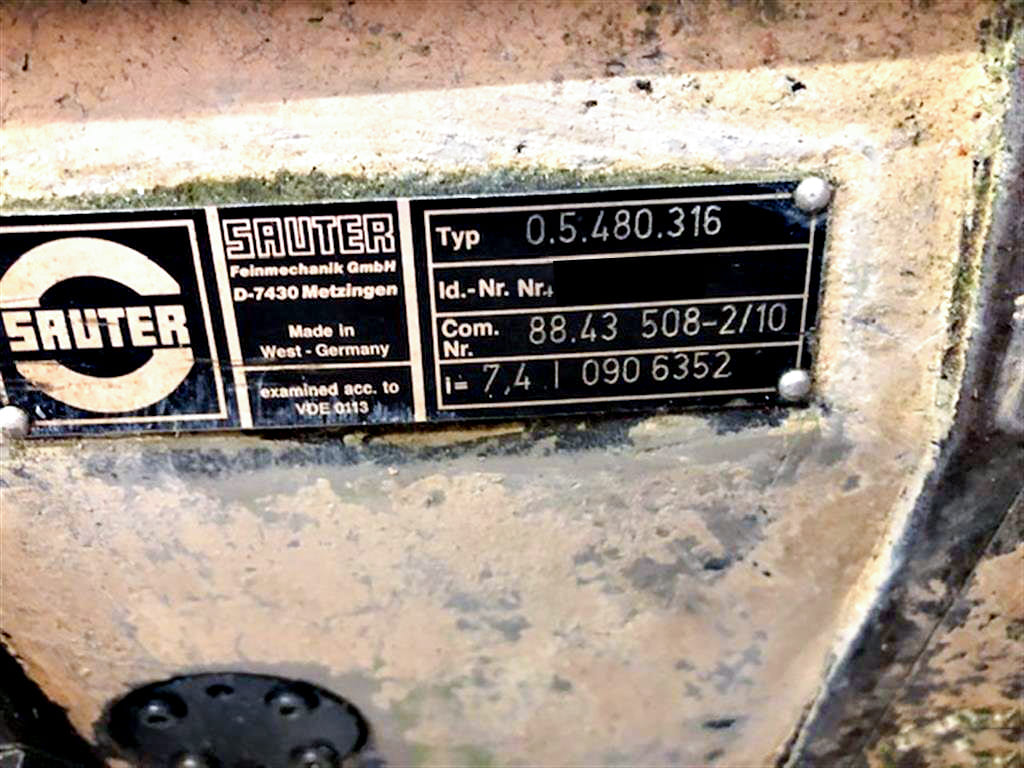 SAUTER
SAUTER
Feinmechanik GmbH
D-7430 Metzingen
Made in
West - Germany
examined acc. to
VDE 0113
Typ 0.5.480.316
Id.-Nr. Nr.
Com. Nr. 88.43 508-2/10
i= 7,4 | 090 6352